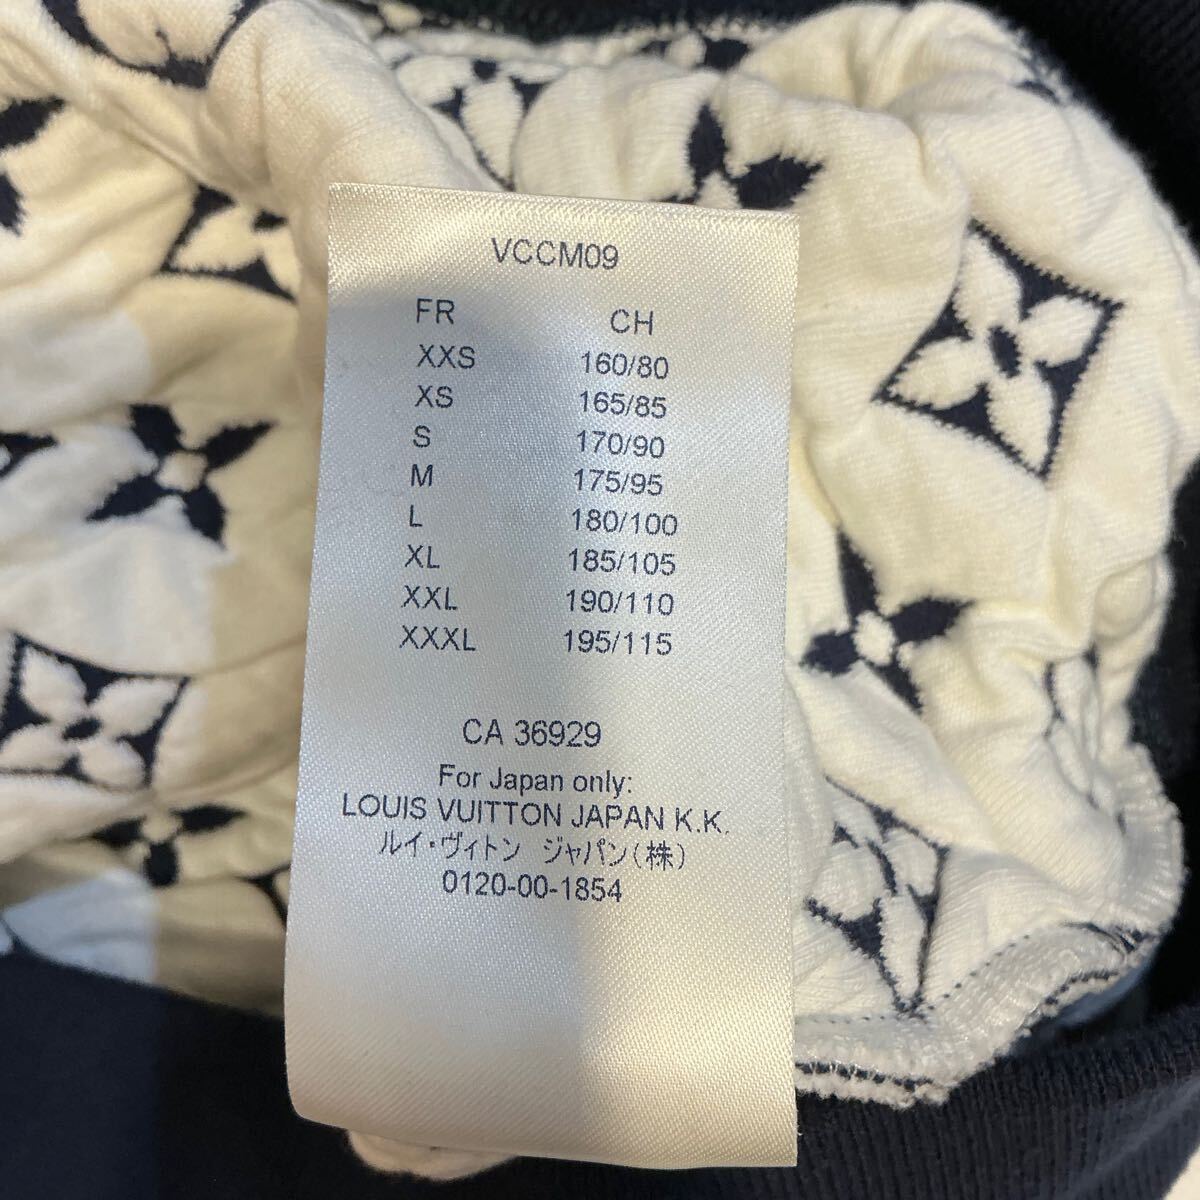 VCCM09
FR CH
XXS 160/80
XS 165/85
S 170/90
M 175/95
L 180/100
XL 185/105
XXL 190/110
XXXL 195/115
CA 36929
For Japan only:
LOUIS VUITTON JAPAN K.K.
ルイ・ヴィトン ジャパン(株)
0120-00-1854